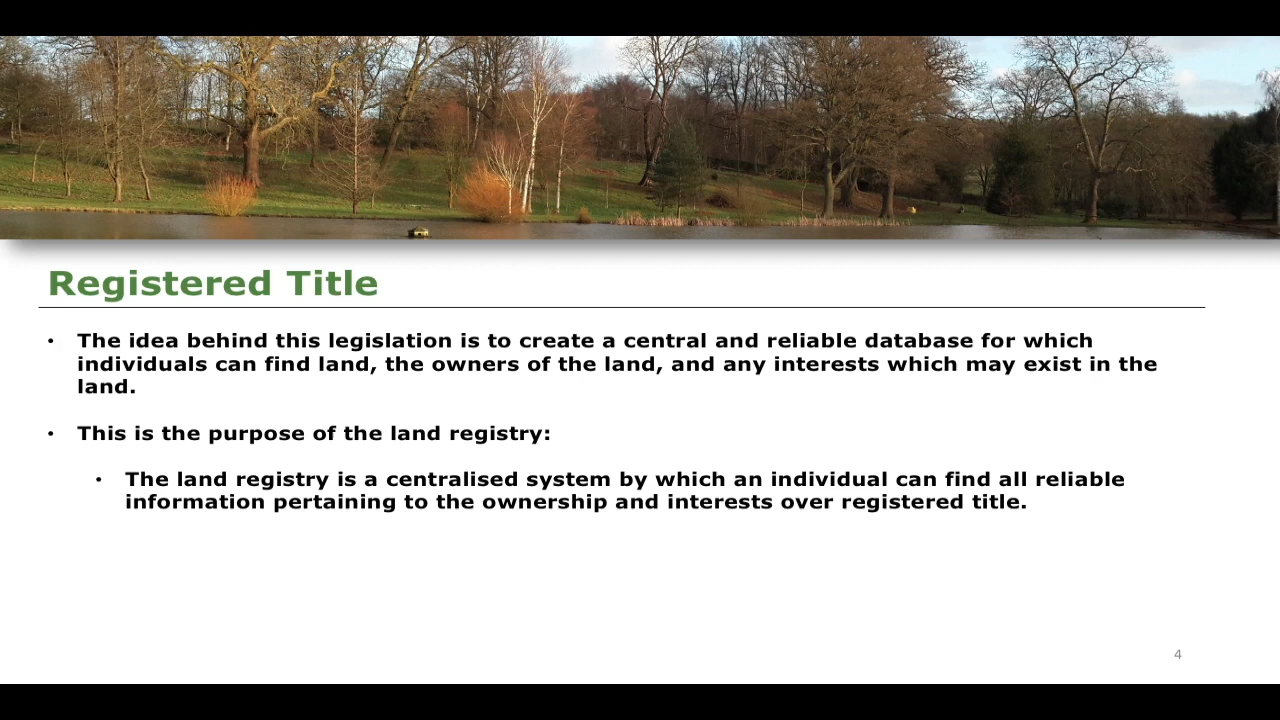 Registered Title
• The idea behind this legislation is to create a central and reliable database for which
individuals can find land, the owners of the land, and any interests which may exist in the
land.
• This is the purpose of the land registry:
• The land registry is a centralised system by which an individual can find all reliable
information pertaining to the ownership and interests over registered title.
4